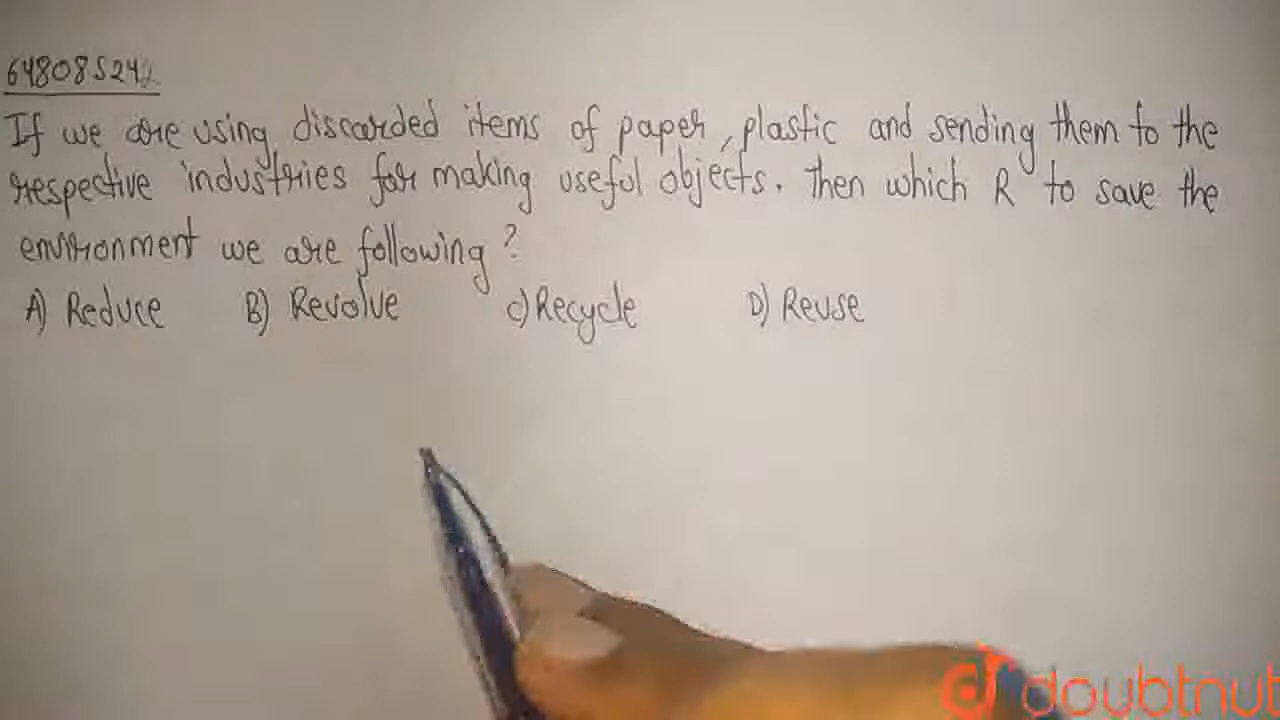 648085242
If we are using discarded items of paper, plastic and sending them to the
respective industries for making useful objects. Then which R to save the
environment we are following?
A) Reduce B) Revolve C) Recycle D) Reuse
doubtnut